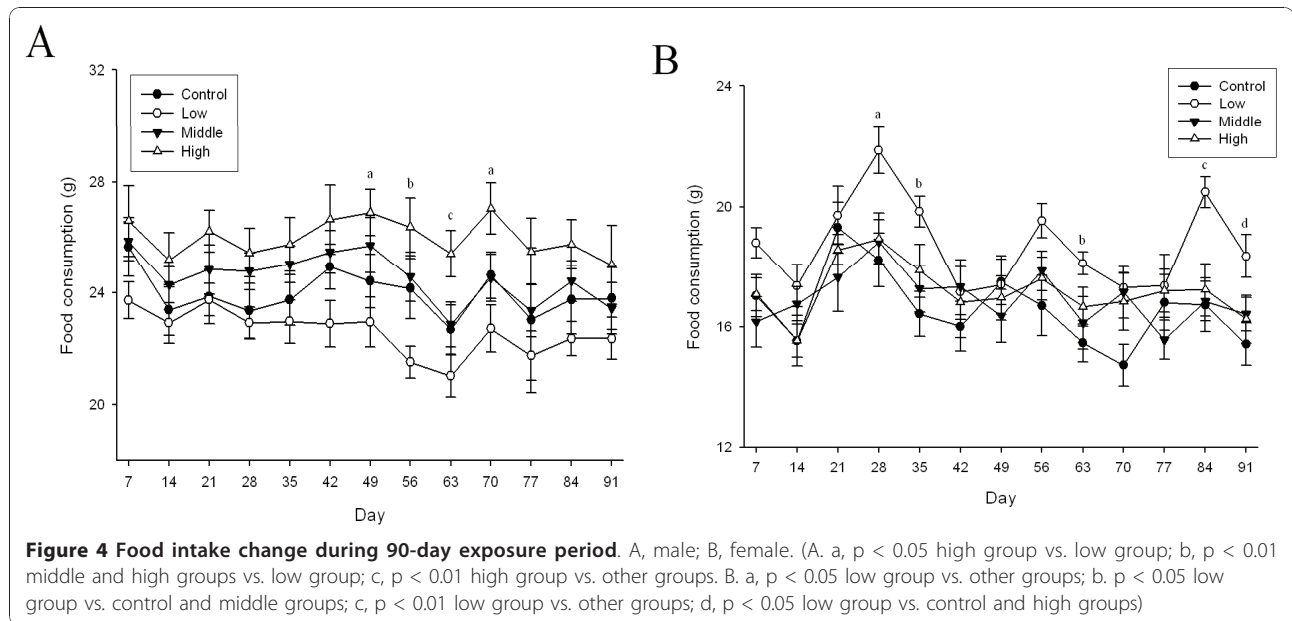 A
32
28
24
20
Food consumption (g)
Control
Low
Middle
High
a
b
c
a
7 14 21 28 35 42 49 56 63 70 77 84 91
Day
B
24
20
16
12
Food consumption (g)
Control
Low
Middle
High
a
b
b
c
d
7 14 21 28 35 42 49 56 63 70 77 84 91
Day
Figure 4 Food intake change during 90-day exposure period. A, male; B, female. (A. a, p < 0.05 high group vs. low group; b, p < 0.01
middle and high groups vs. low group; c, p < 0.01 high group vs. other groups. B. a, p < 0.05 low group vs. other groups; b. p < 0.05 low
group vs. control and middle groups; c, p < 0.01 low group vs. other groups; d, p < 0.05 low group vs. control and high groups)